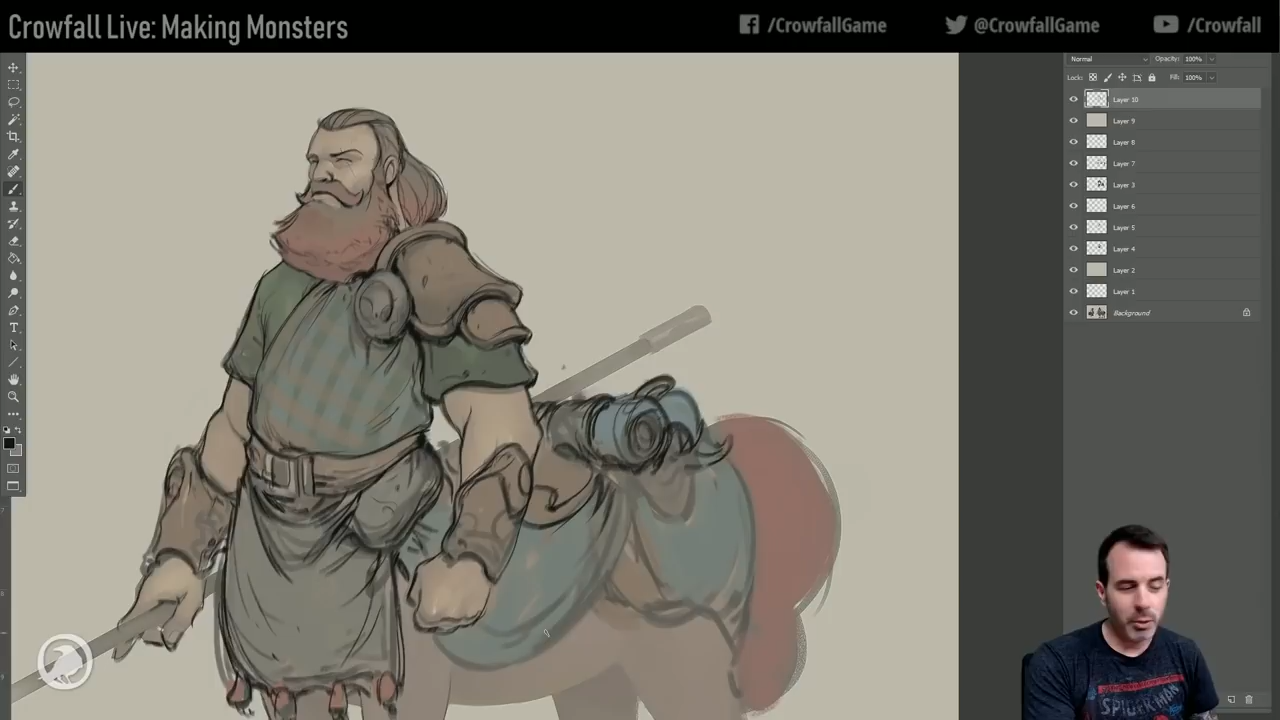 Crowfall Live: Making Monsters
/CrowfallGame
@CrowfallGame
/Crowfall
Normal
Opacity: 100%
Lock:
Fill: 100%
Layer 10
Layer 9
Layer 8
Layer 7
Layer 3
Layer 6
Layer 5
Layer 4
Layer 2
Layer 1
Background
SPIDER-MAN